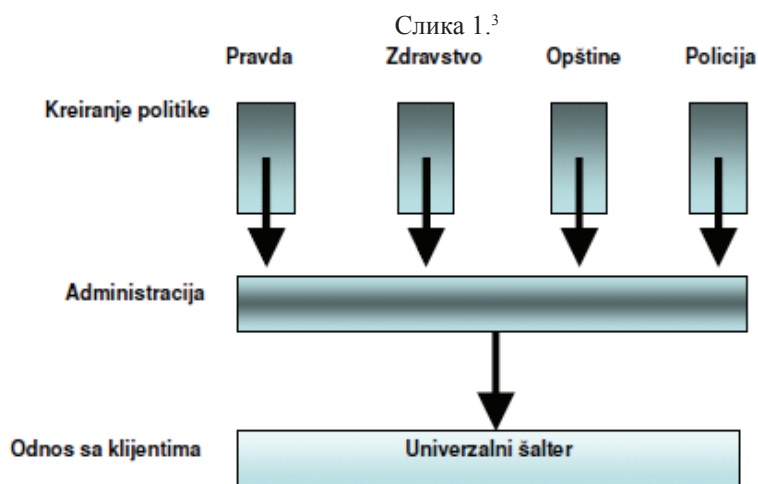 Слика 1.³
Pravda Zdravstvo Opštine Policija
Kreiranje politike
Administracija
Odnos sa klijentima Univerzalni šalter